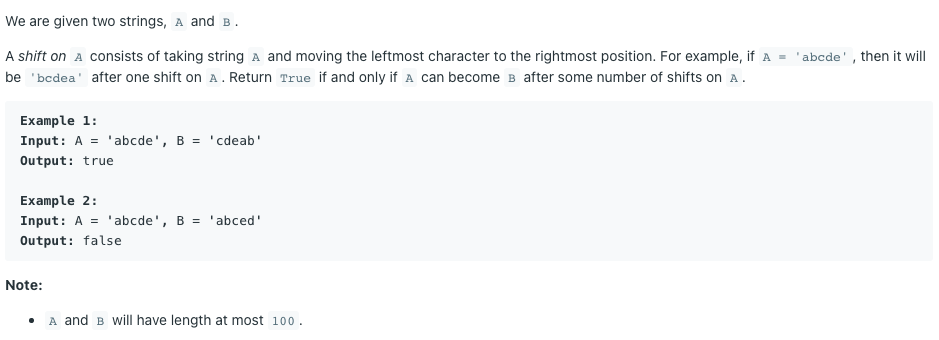 We are given two strings, A and B.
A shift on A consists of taking string A and moving the leftmost character to the rightmost position. For example, if A = 'abcde', then it will
be 'bcdea' after one shift on A. Return True if and only if A can become B after some number of shifts on A.
Example 1:
Input: A = 'abcde', B = 'cdeab'
Output: true
Example 2:
Input: A = 'abcde', B = 'abced'
Output: false
Note:
• A and B will have length at most 100.